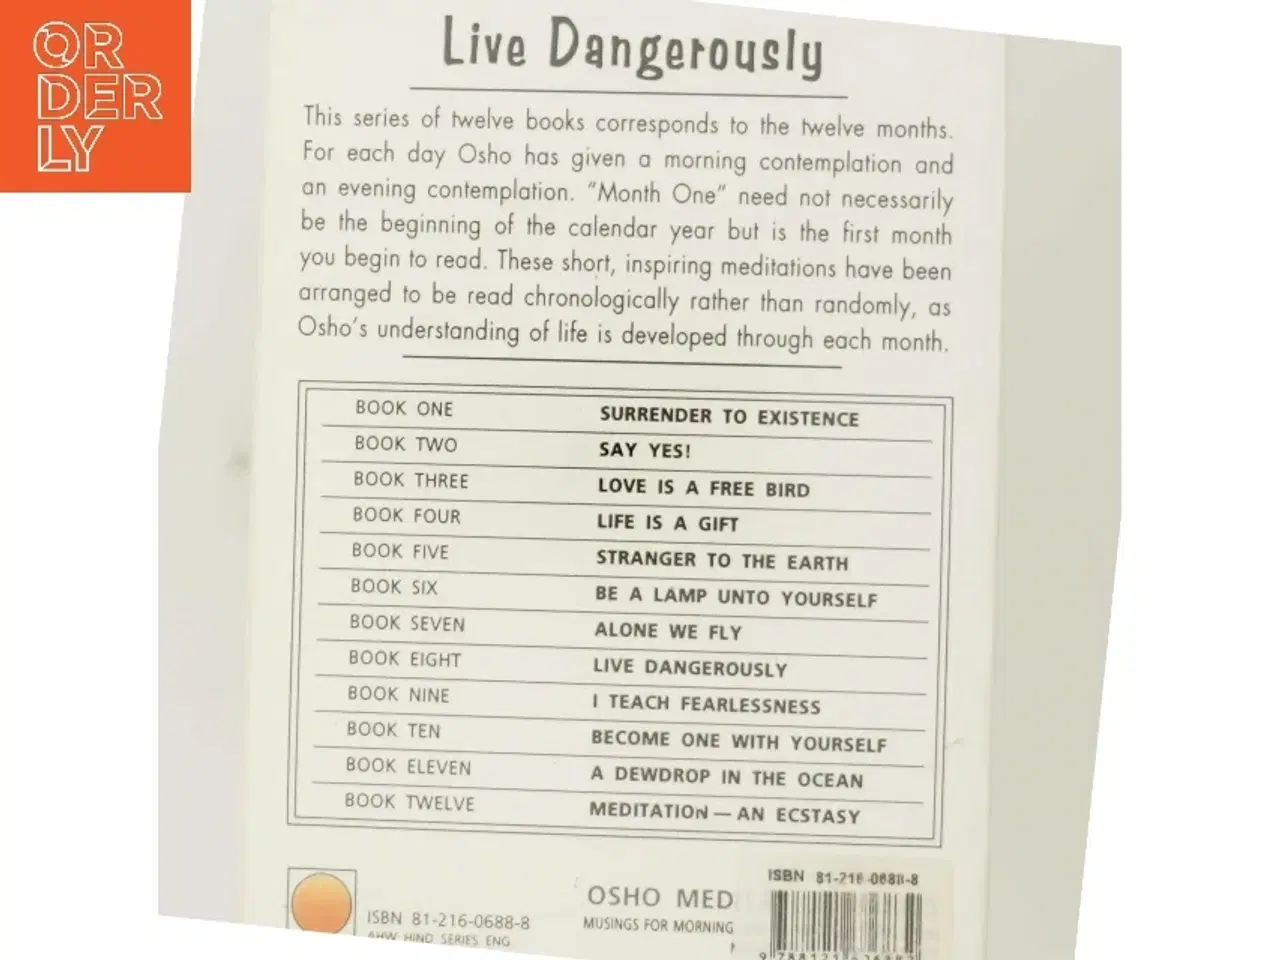 ORDERLY
Live Dangerously
This series of twelve books corresponds to the twelve months.
For each day Osho has given a morning contemplation and
an evening contemplation. "Month One" need not necessarily
be the beginning of the calendar year but is the first month
you begin to read. These short, inspiring meditations have been
arranged to be read chronologically rather than randomly, as
Osho's understanding of life is developed through each month.
BOOK ONE SURRENDER TO EXISTENCE
BOOK TWO SAY YES!
BOOK THREE LOVE IS A FREE BIRD
BOOK FOUR LIFE IS A GIFT
BOOK FIVE STRANGER TO THE EARTH
BOOK SIX BE A LAMP UNTO YOURSELF
BOOK SEVEN ALONE WE FLY
BOOK EIGHT LIVE DANGEROUSLY
BOOK NINE I TEACH FEARLESSNESS
BOOK TEN BECOME ONE WITH YOURSELF
BOOK ELEVEN A DEWDROP IN THE OCEAN
BOOK TWELVE MEDITATION — AN ECSTASY
ISBN 81-216-0688-8
AHW HIND SERIES ENG
OSHO MED
MUSINGS FOR MORNING
ISBN 81-216-0688-8